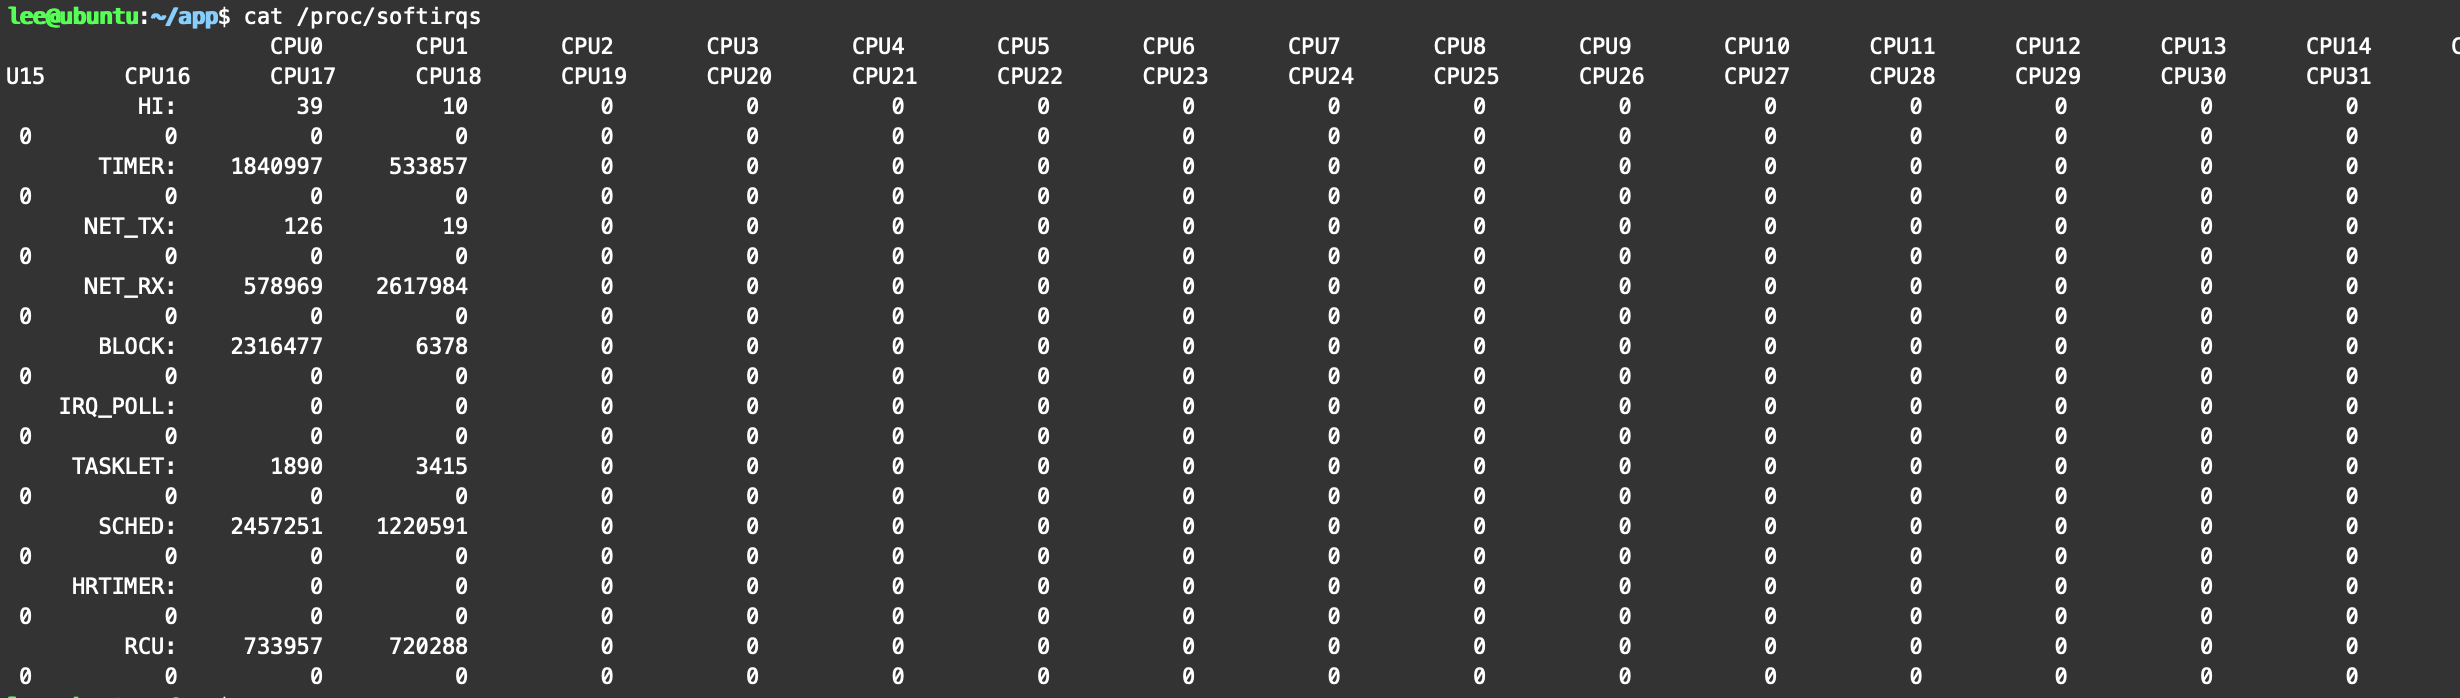 lee@ubuntu:~/app$ cat /proc/softirqs
CPU0 CPU1 CPU2 CPU3 CPU4 CPU5 CPU6 CPU7 CPU8 CPU9 CPU10 CPU11 CPU12 CPU13 CPU14
U15 CPU16 CPU17 CPU18 CPU19 CPU20 CPU21 CPU22 CPU23 CPU24 CPU25 CPU26 CPU27 CPU28 CPU29 CPU30 CPU31
HI: 39 10 0 0 0 0 0 0 0 0 0 0 0 0 0
0 0 0 0 0 0 0 0 0 0 0 0 0 0 0 0 0
TIMER: 1840997 533857 0 0 0 0 0 0 0 0 0 0 0 0 0
0 0 0 0 0 0 0 0 0 0 0 0 0 0 0 0 0
NET_TX: 126 19 0 0 0 0 0 0 0 0 0 0 0 0 0
0 0 0 0 0 0 0 0 0 0 0 0 0 0 0 0 0
NET_RX: 578969 2617984 0 0 0 0 0 0 0 0 0 0 0 0 0
0 0 0 0 0 0 0 0 0 0 0 0 0 0 0 0 0
BLOCK: 2316477 6378 0 0 0 0 0 0 0 0 0 0 0 0 0
0 0 0 0 0 0 0 0 0 0 0 0 0 0 0 0 0
IRQ_POLL: 0 0 0 0 0 0 0 0 0 0 0 0 0 0 0
0 0 0 0 0 0 0 0 0 0 0 0 0 0 0 0 0
TASKLET: 1890 3415 0 0 0 0 0 0 0 0 0 0 0 0 0
0 0 0 0 0 0 0 0 0 0 0 0 0 0 0 0 0
SCHED: 2457251 1220591 0 0 0 0 0 0 0 0 0 0 0 0 0
0 0 0 0 0 0 0 0 0 0 0 0 0 0 0 0 0
HRTIMER: 0 0 0 0 0 0 0 0 0 0 0 0 0 0 0
0 0 0 0 0 0 0 0 0 0 0 0 0 0 0 0 0
RCU: 733957 720288 0 0 0 0 0 0 0 0 0 0 0 0 0
0 0 0 0 0 0 0 0 0 0 0 0 0 0 0 0 0